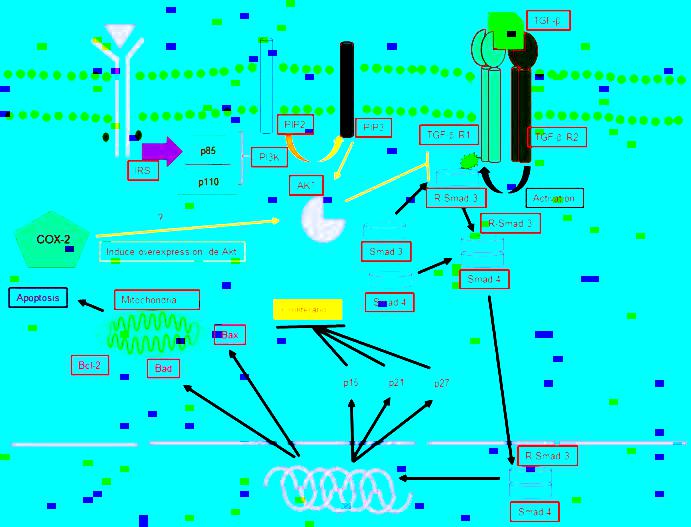 TGF-β
PIP2
PIP3
TGF-β R1
TGF-β R2
p85
PI3K
IRS
p110
AKT
R-Smad 3
Activation
?
R-Smad 3
COX-2
Induce overexpression de Akt
Smad 3
Smad 4
Apoptosis
Mitochondria
Smad 4
Bax
Bcl-2
Bad
p15
p21
p27
R-Smad 3
Smad 4